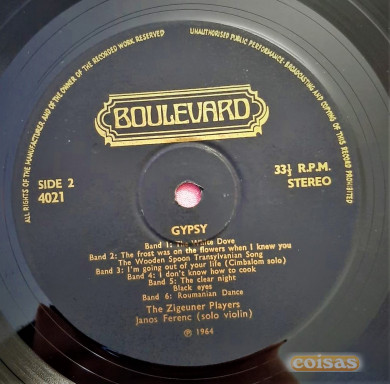 ALL RIGHTS OF THE MANUFACTURER AND OF THE OWNER OF THE RECORDED WORK RESERVED
UNAUTHORISED PUBLIC PERFORMANCE, BROADCASTING AND COPYING OF THIS RECORD PROHIBITED
BOULEVARD
SIDE 2
4021
33⅓ R.P.M.
STEREO
GYPSY
Band 1: The White Dove
Band 2: The frost was on the flowers when I knew you
The Wooden Spoon Transylvanian Song
Band 3: I'm going out of your life (Cimbalom solo)
Band 4: I don't know how to cook
Band 5: The clear night
Black eyes
Band 6: Roumanian Dance
The Zigeuner Players
Janos Ferenc (solo violin)
℗ 1964
coisas